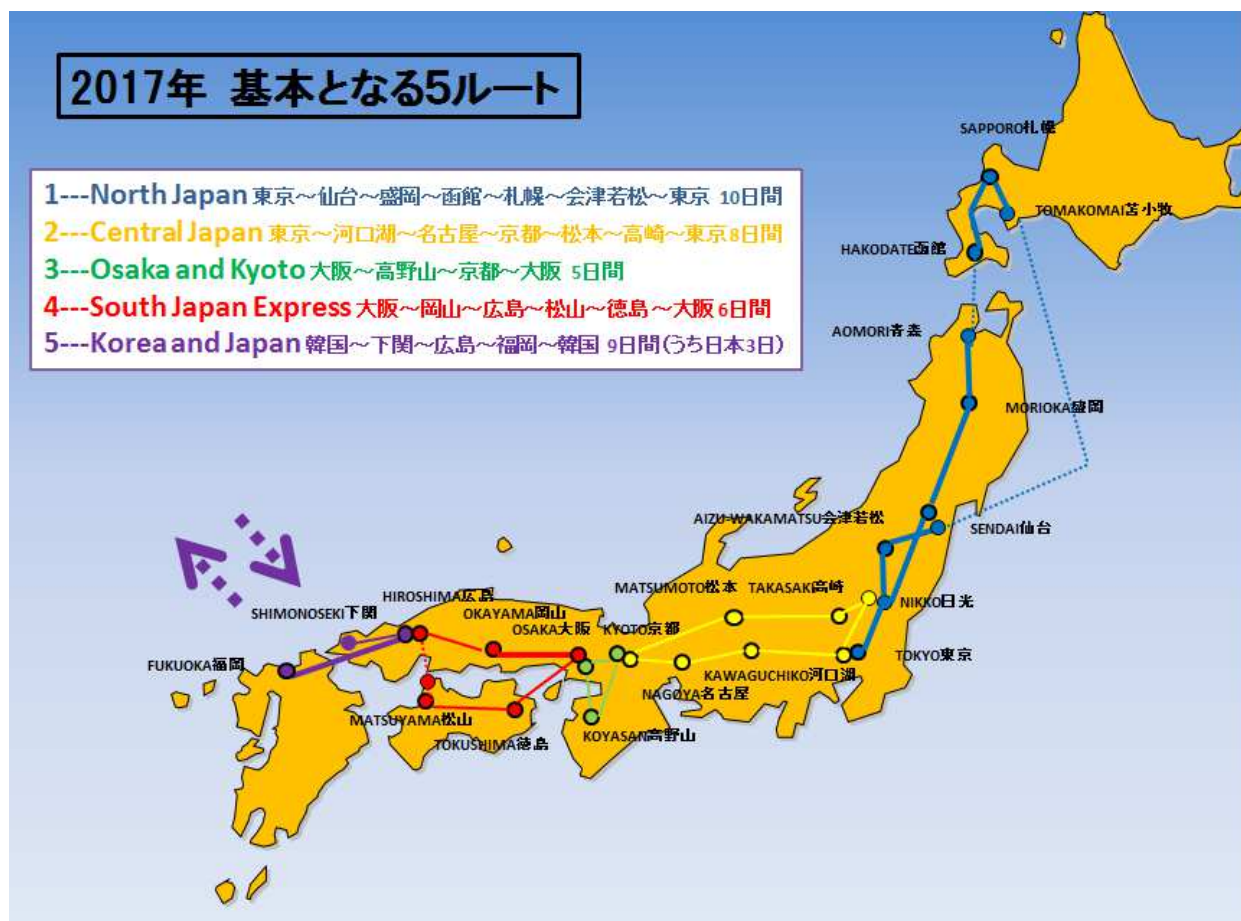 2017年 基本となる5ルート
1---North Japan 東京～仙台～盛岡～函館～札幌～会津若松～東京 10日間
2---Central Japan 東京～河口湖～名古屋～京都～松本～高崎～東京8日間
3---Osaka and Kyoto 大阪～高野山～京都～大阪 5日間
4---South Japan Express 大阪～岡山～広島～松山～徳島～大阪6日間
5---Korea and Japan 韓国～下関～広島～福岡～韓国 9日間(うち日本3日)
SAPPORO札幌
TOMAKOMAI苫小牧
HAKODATE函館
AOMORI青森
MORIOKA盛岡
AIZU-WAKAMATSU会津若松
SENDAI仙台
MATSUMOTO松本
TAKASAKI高崎
NIKKO日光
HIROSHIMA広島
SHIMONOSEKI下関
OKAYAMA岡山
OSAKA大阪
KYOTO京都
TOKYO東京
FUKUOKA福岡
KAWAGUCHIKO河口湖
NAGOYA名古屋
MATSUYAMA松山
KOYASAN高野山
TOKUSHIMA徳島